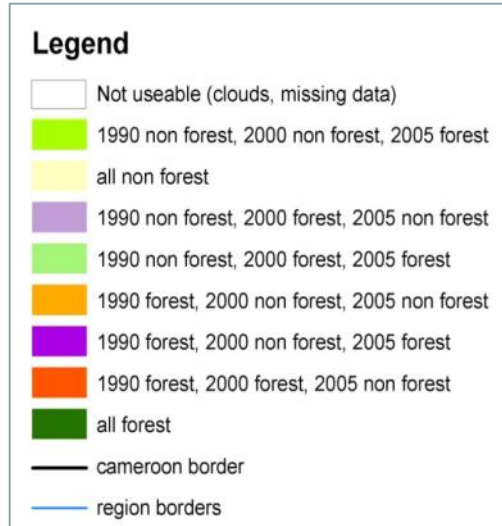 Legend
Not useable (clouds, missing data)
1990 non forest, 2000 non forest, 2005 forest
all non forest
1990 non forest, 2000 forest, 2005 non forest
1990 non forest, 2000 forest, 2005 forest
1990 forest, 2000 non forest, 2005 non forest
1990 forest, 2000 non forest, 2005 forest
1990 forest, 2000 forest, 2005 non forest
all forest
cameroon border
region borders